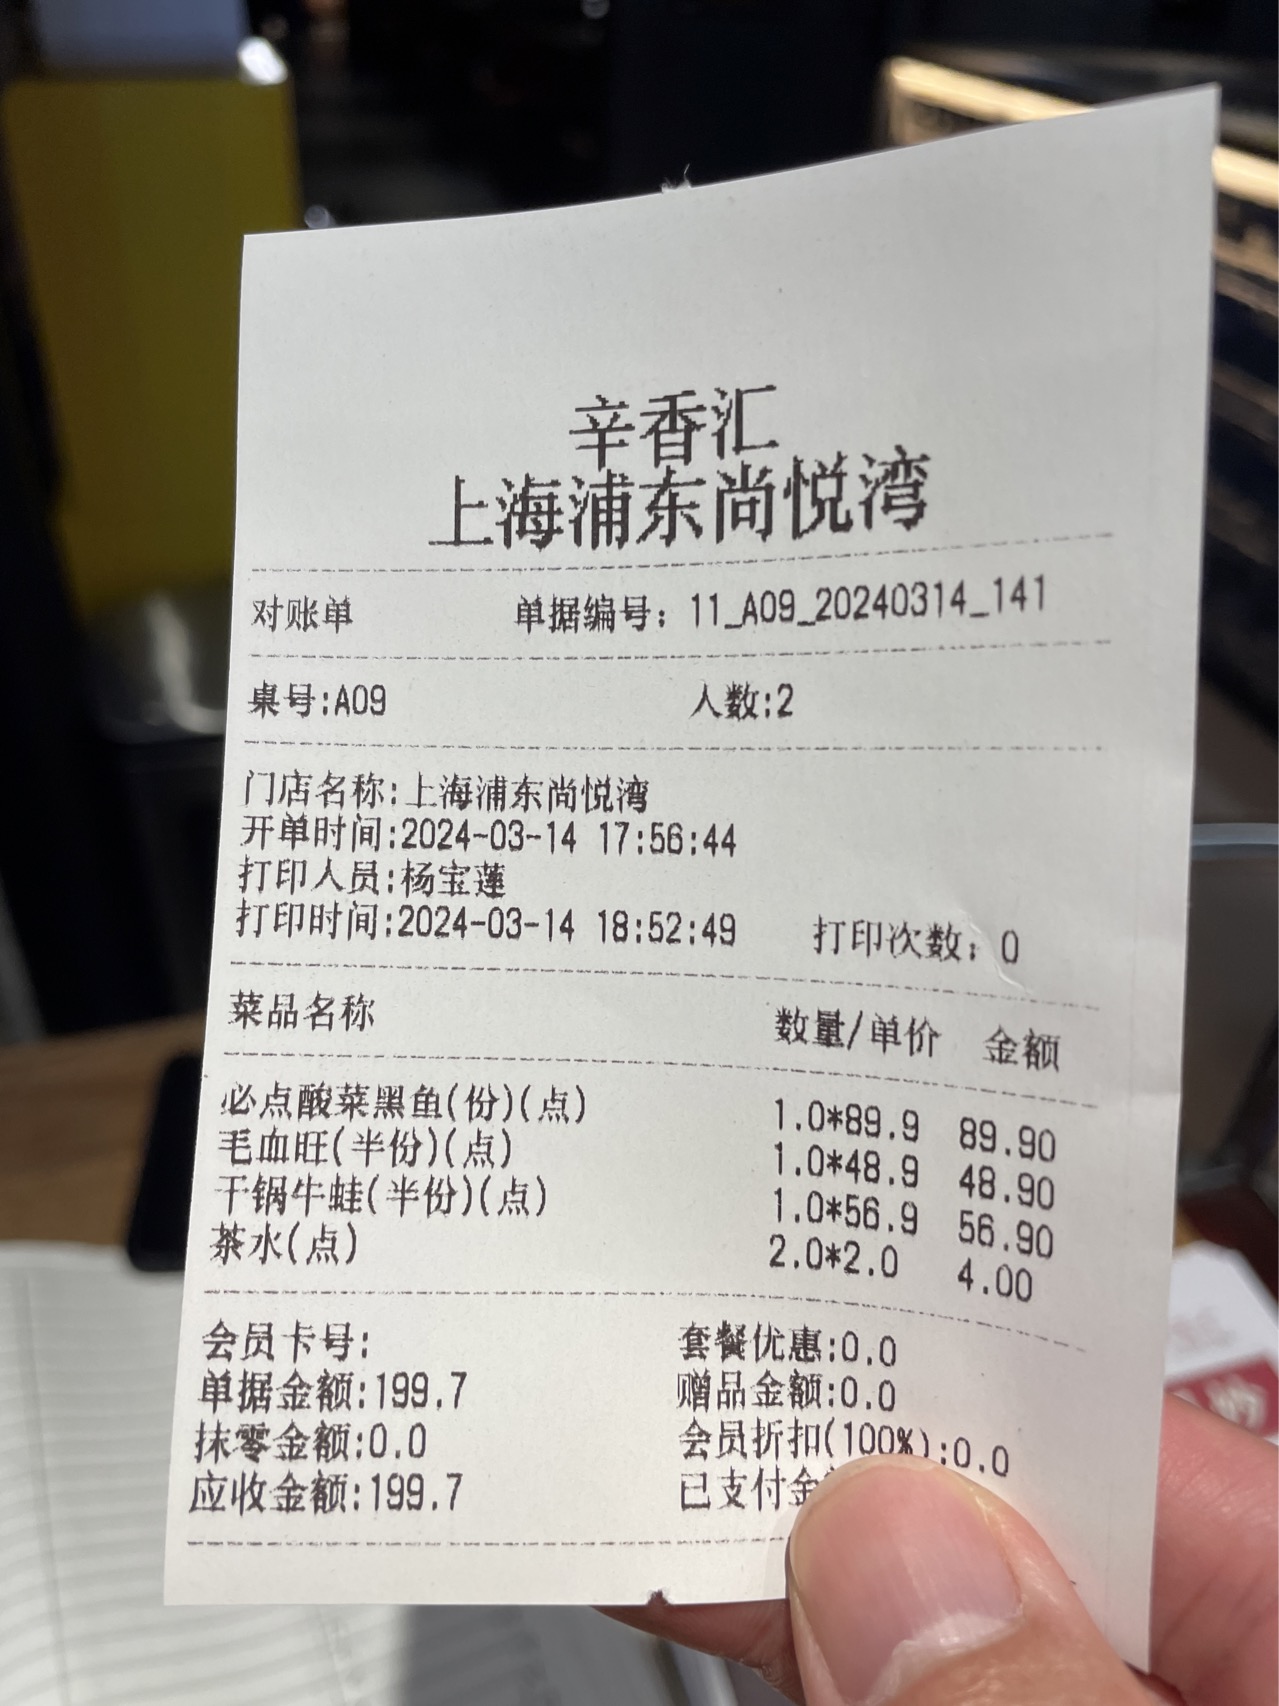 辛香汇
上海浦东尚悦湾
对账单 单据编号：11_A09_20240314_141
桌号:A09 人数:2
门店名称:上海浦东尚悦湾
开单时间:2024-03-14 17:56:44
打印人员:杨宝莲
打印时间:2024-03-14 18:52:49 打印次数：0
菜品名称 数量/单价 金额
必点酸菜黑鱼(份)(点) 1.0*89.9 89.90
毛血旺(半份)(点) 1.0*48.9 48.90
干锅牛蛙(半份)(点) 1.0*56.9 56.90
茶水(点) 2.0*2.0 4.00
会员卡号: 套餐优惠:0.0
单据金额:199.7 赠品金额:0.0
抹零金额:0.0 会员折扣(100%):0.0
应收金额:199.7 已支付金